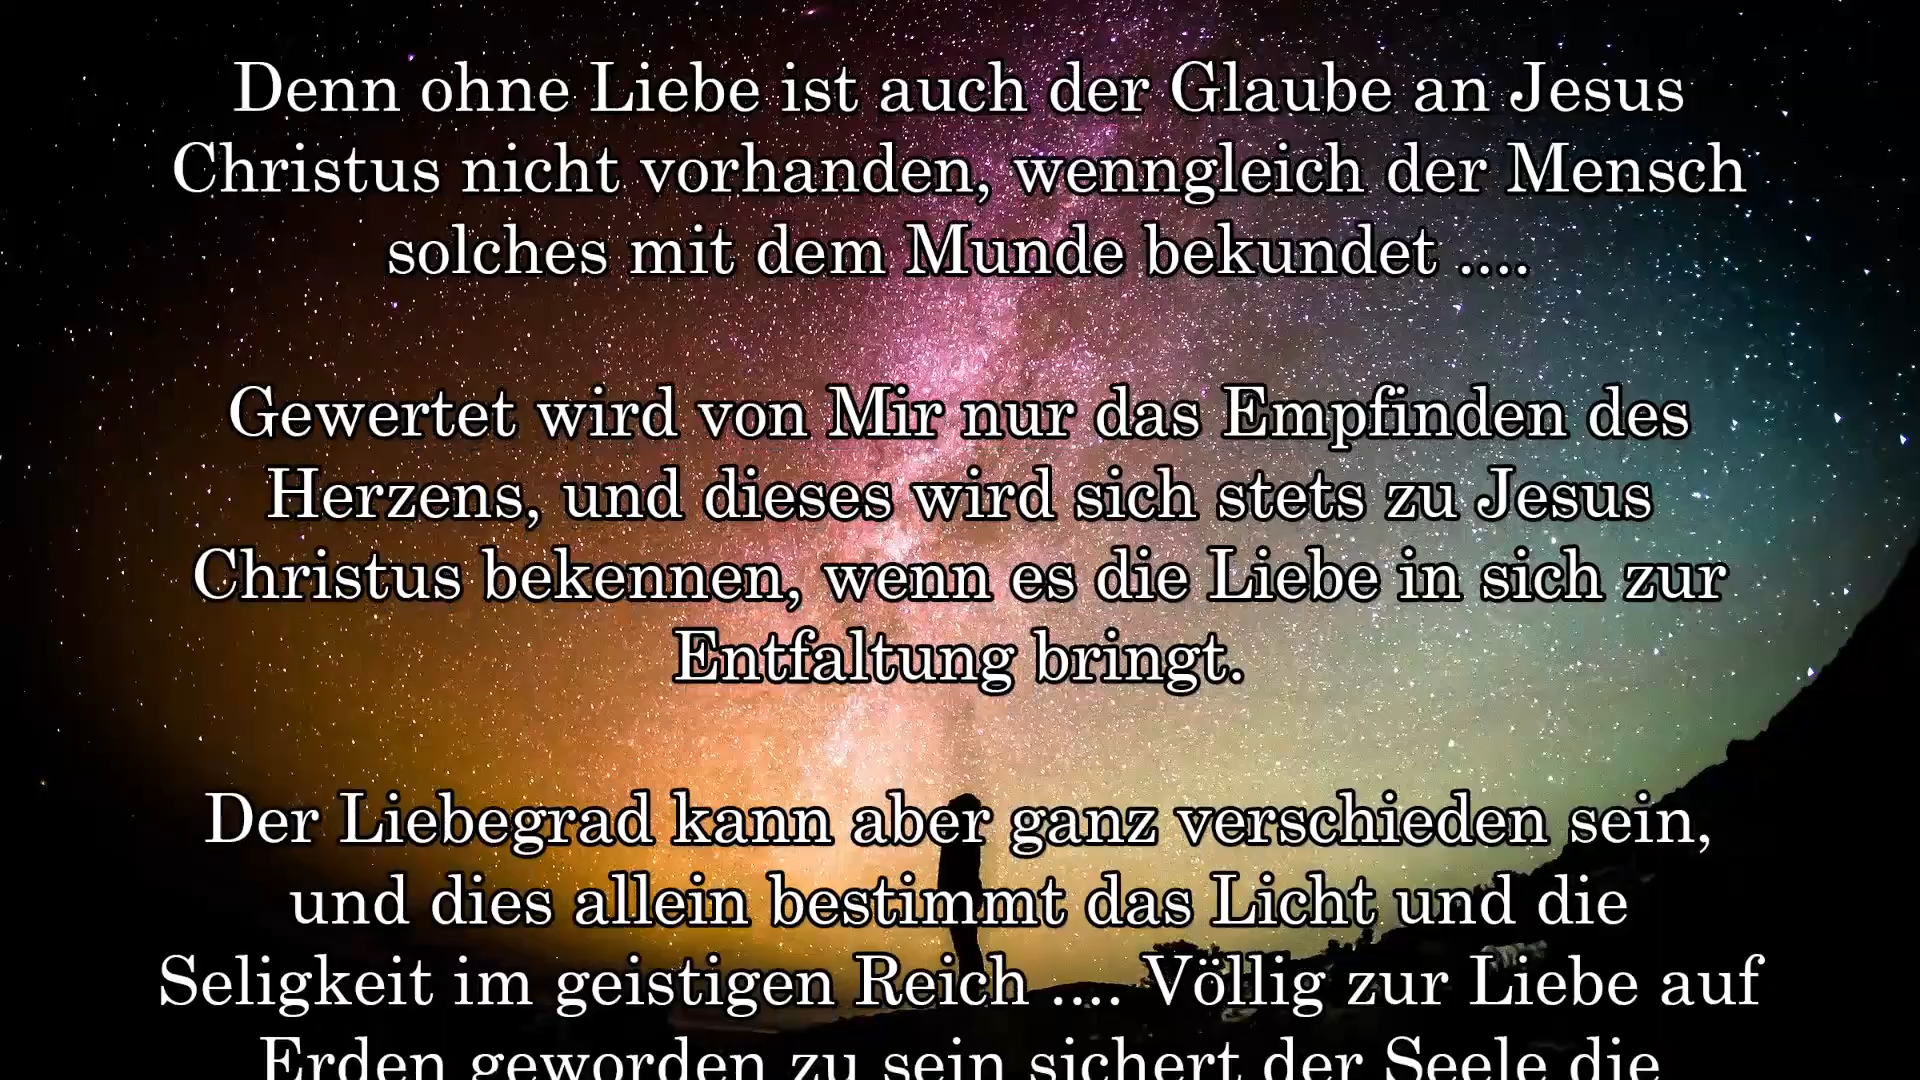 Denn ohne Liebe ist auch der Glaube an Jesus
Christus nicht vorhanden, wenngleich der Mensch
solches mit dem Munde bekundet ....
Gewertet wird von Mir nur das Empfinden des
Herzens, und dieses wird sich stets zu Jesus
Christus bekennen, wenn es die Liebe in sich zur
Entfaltung bringt.
Der Liebegrad kann aber ganz verschieden sein,
und dies allein bestimmt das Licht und die
Seligkeit im geistigen Reich .... Völlig zur Liebe auf
Erden geworden zu sein sichert der Seele die